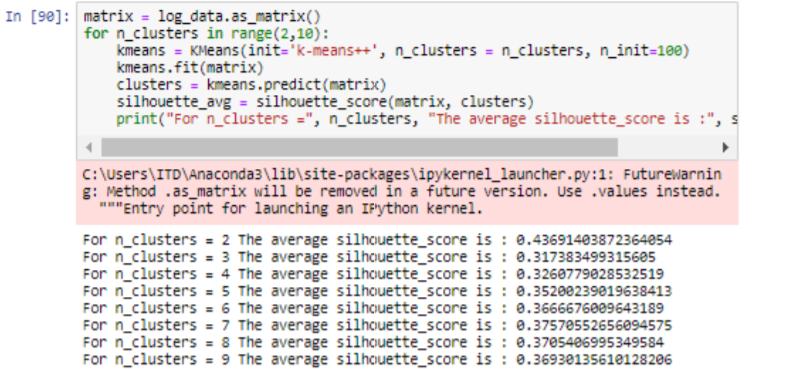 In [90]: matrix = log_data.as_matrix()
for n_clusters in range(2,10):
    kmeans = KMeans(init='k-means++', n_clusters = n_clusters, n_init=100)
    kmeans.fit(matrix)
    clusters = kmeans.predict(matrix)
    silhouette_avg = silhouette_score(matrix, clusters)
    print("For n_clusters =", n_clusters, "The average silhouette_score is :", s
C:\Users\ITD\Anaconda3\lib\site-packages\ipykernel_launcher.py:1: FutureWarnin
g: Method .as_matrix will be removed in a future version. Use .values instead.
  """Entry point for launching an IPython kernel.
For n_clusters = 2 The average silhouette_score is : 0.43691403872364054
For n_clusters = 3 The average silhouette_score is : 0.317383499315605
For n_clusters = 4 The average silhouette_score is : 0.3260779028532519
For n_clusters = 5 The average silhouette_score is : 0.35200239019638413
For n_clusters = 6 The average silhouette_score is : 0.3666676009643189
For n_clusters = 7 The average silhouette_score is : 0.37570552656094575
For n_clusters = 8 The average silhouette_score is : 0.3705406995349584
For n_clusters = 9 The average silhouette_score is : 0.36930135610128206